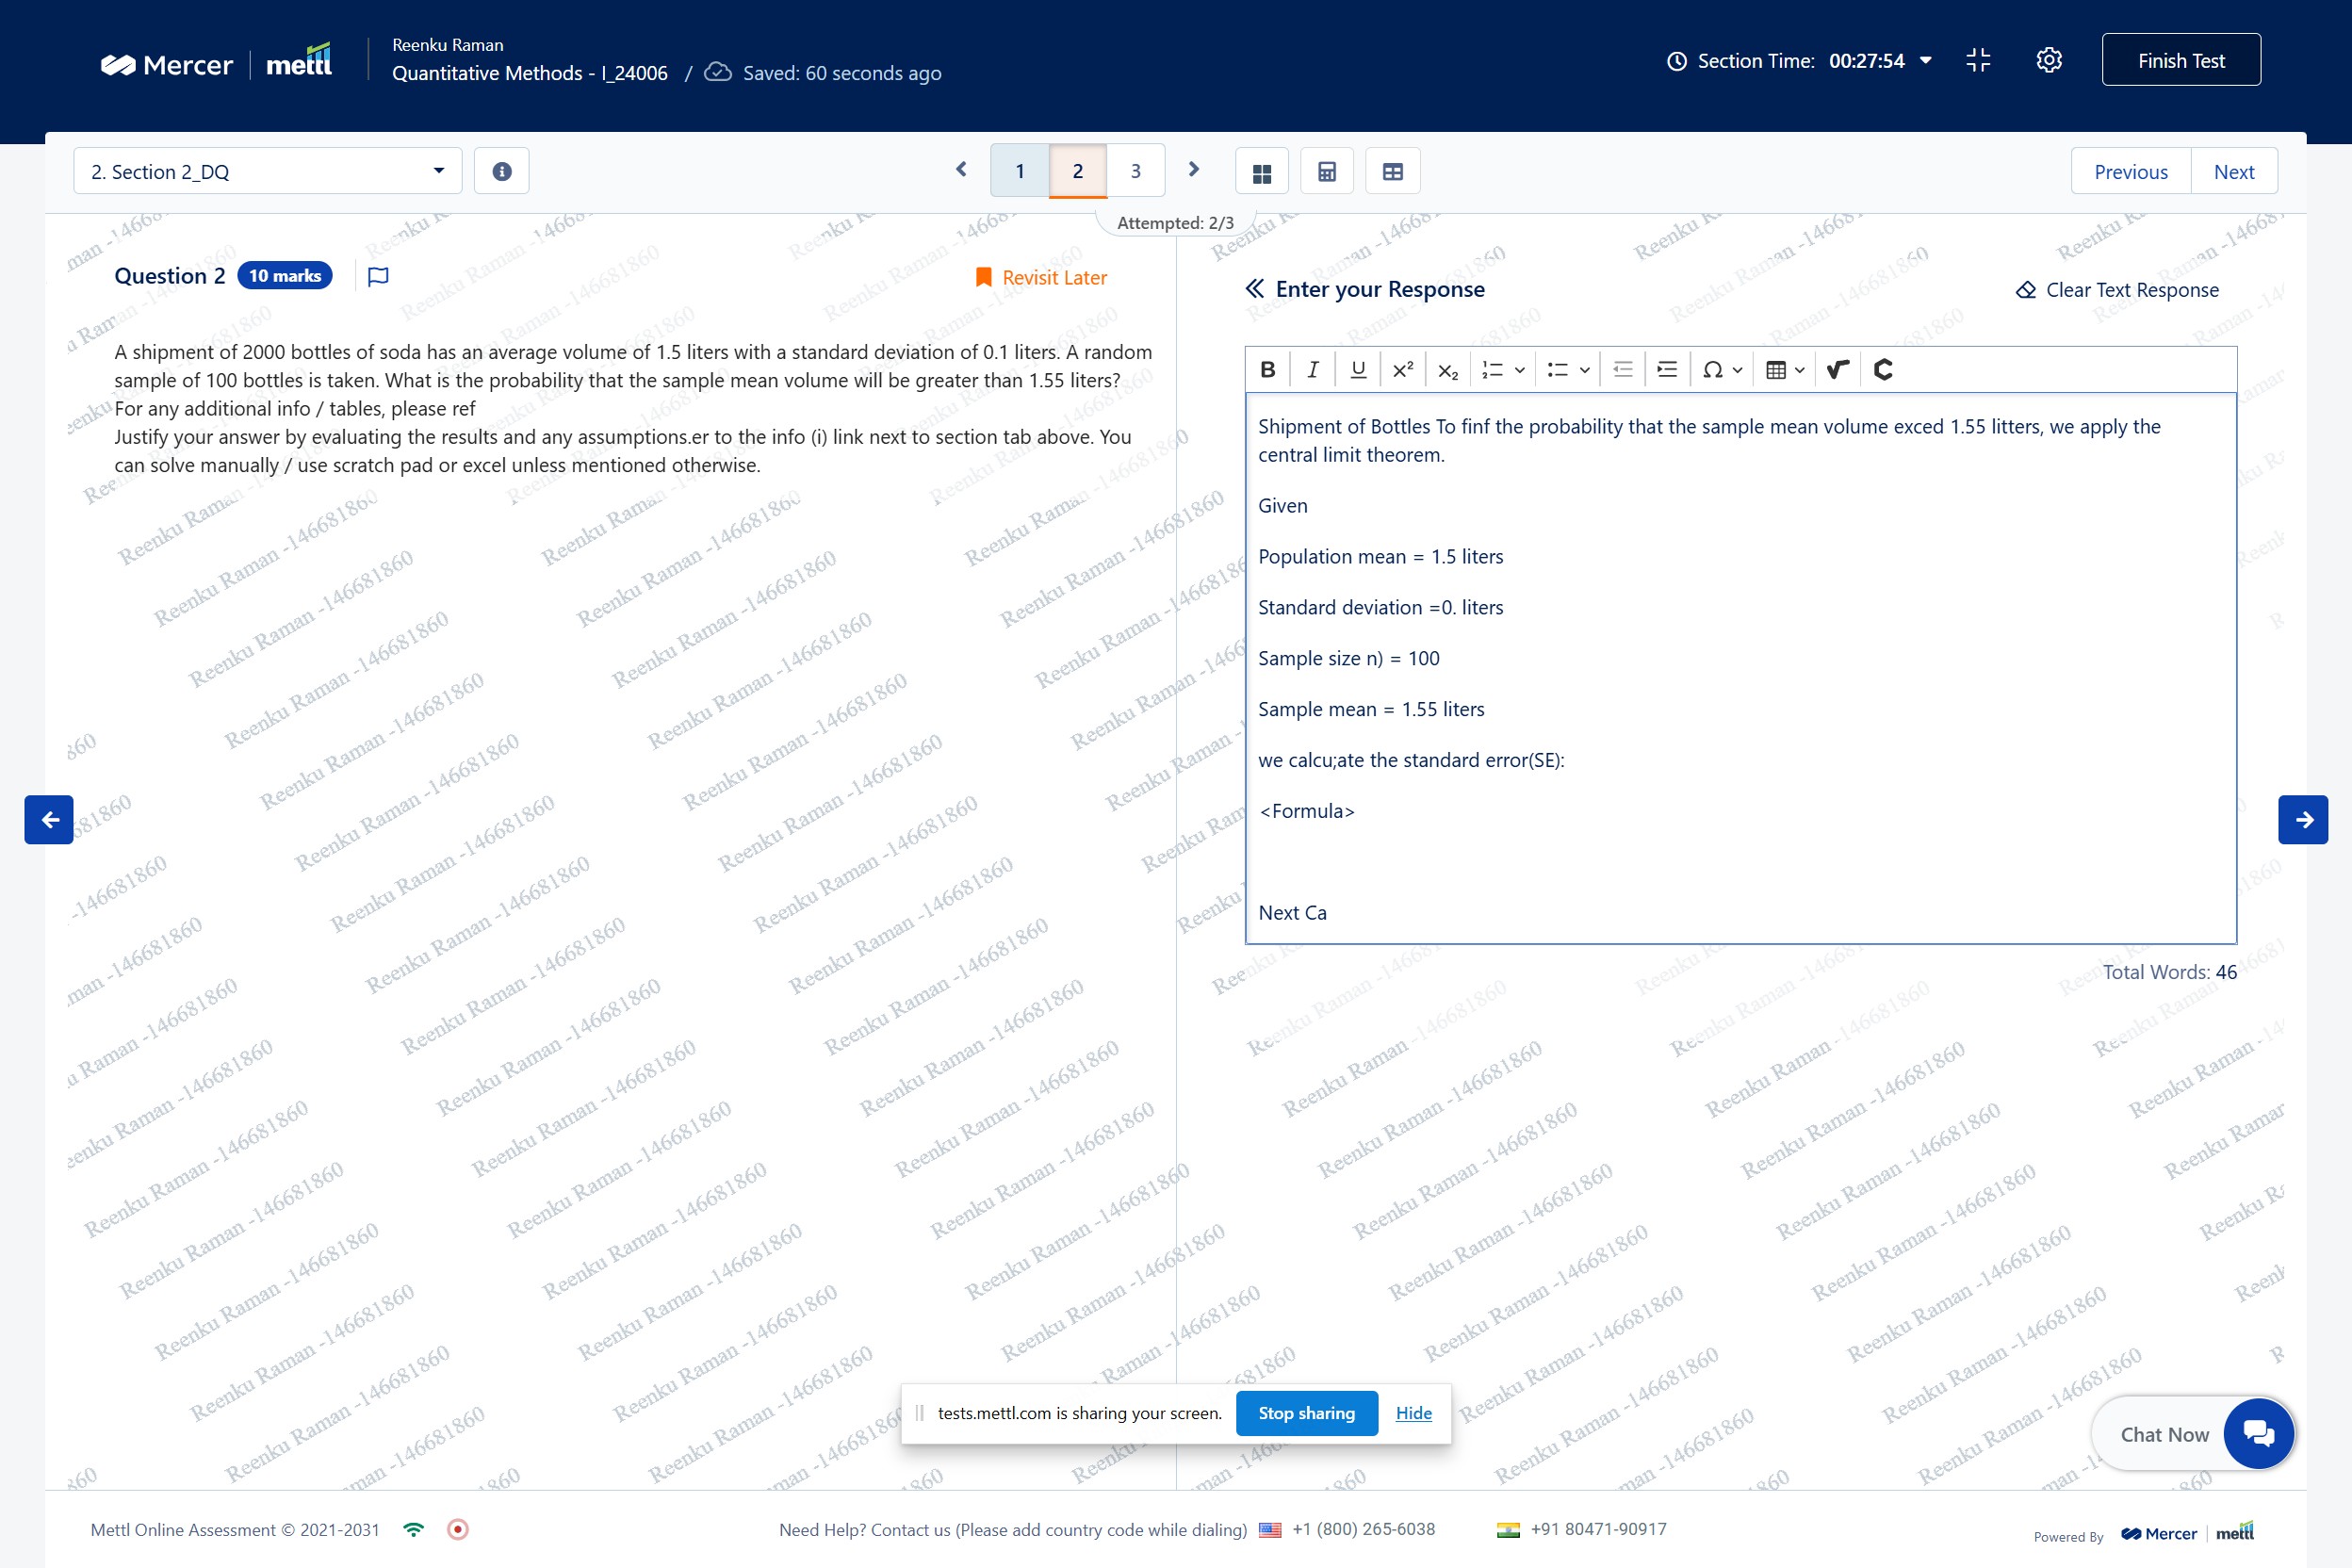 Mercer | mettl
Reenku Raman
Quantitative Methods - I_24006 / Saved: 60 seconds ago
Section Time: 00:27:54
Finish Test
2. Section 2_DQ
1 2 3
Previous
Next
Attempted: 2/3
Question 2 10 marks
Revisit Later
A shipment of 2000 bottles of soda has an average volume of 1.5 liters with a standard deviation of 0.1 liters. A random
sample of 100 bottles is taken. What is the probability that the sample mean volume will be greater than 1.55 liters?
For any additional info / tables, please ref
Justify your answer by evaluating the results and any assumptions.er to the info (i) link next to section tab above. You
can solve manually / use scratch pad or excel unless mentioned otherwise.
Enter your Response
Clear Text Response
B I U x² x₂
Shipment of Bottles To finf the probability that the sample mean volume exced 1.55 litters, we apply the
central limit theorem.
Given
Population mean = 1.5 liters
Standard deviation =0. liters
Sample size n) = 100
Sample mean = 1.55 liters
we calcu;ate the standard error(SE):
<Formula>
Next Ca
Total Words: 46
Reenku Raman -146681860
tests.mettl.com is sharing your screen.
Stop sharing
Hide
Chat Now
Mettl Online Assessment © 2021-2031
Need Help? Contact us (Please add country code while dialing) +1 (800) 265-6038 +91 80471-90917
Powered By Mercer | mettl